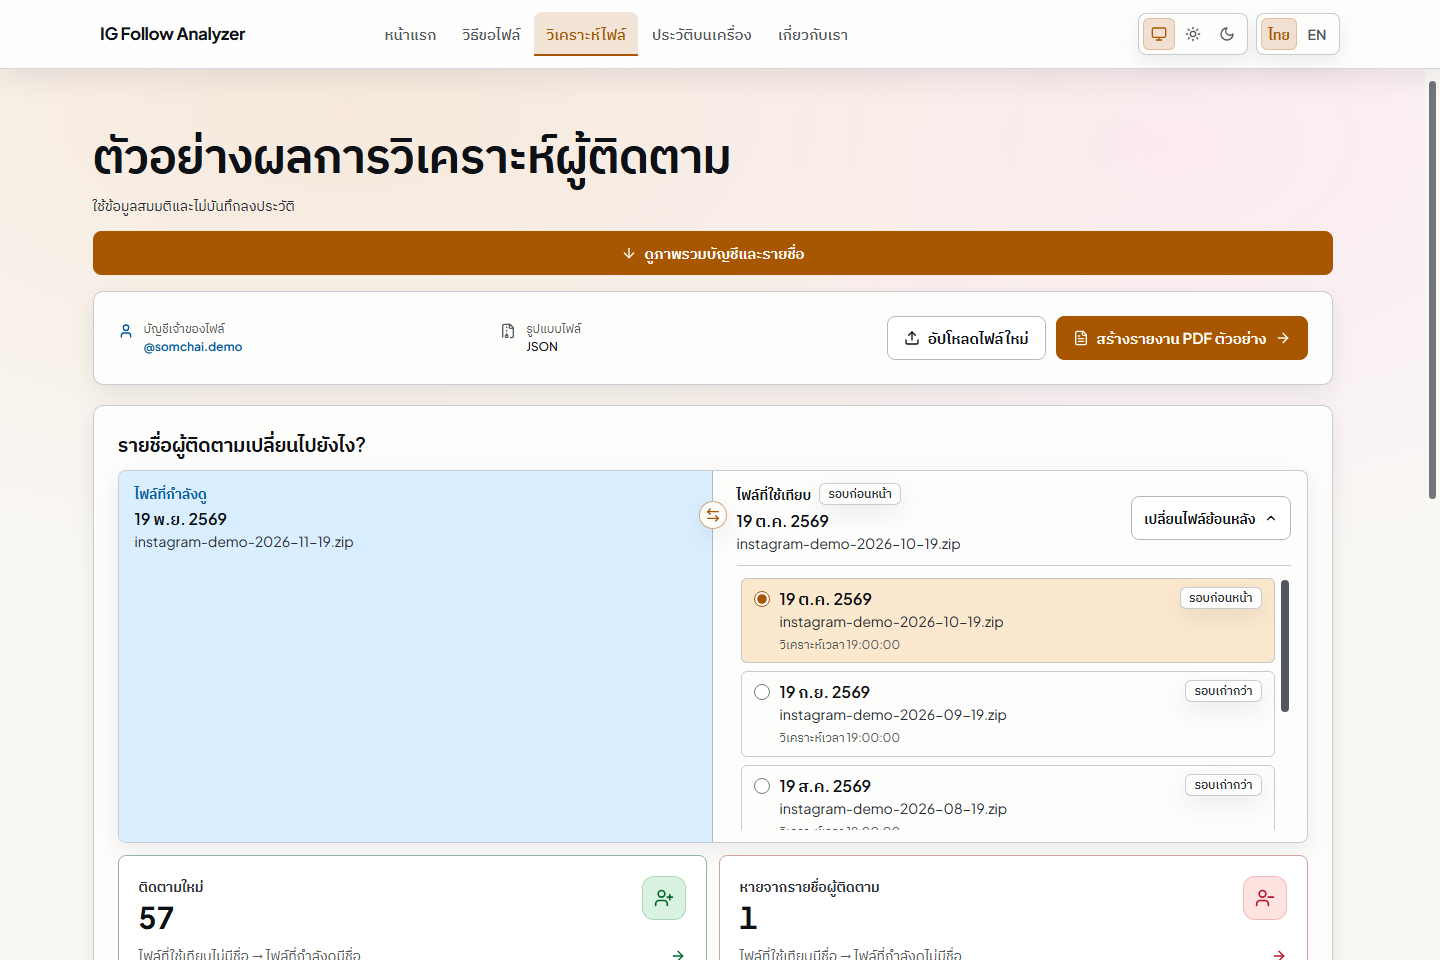 IG Follow Analyzer
หน้าแรก
วิธีขอไฟล์
วิเคราะห์ไฟล์
ประวัติบนเครื่อง
เกี่ยวกับเรา
ไทย
EN
ตัวอย่างผลการวิเคราะห์ผู้ติดตาม
ใช้ข้อมูลสมมติและไม่บันทึกลงประวัติ
ดูภาพรวมบัญชีและรายชื่อ
บัญชีเจ้าของไฟล์
@somchai.demo
รูปแบบไฟล์
JSON
อัปโหลดไฟล์ใหม่
สร้างรายงาน PDF ตัวอย่าง
รายชื่อผู้ติดตามเปลี่ยนไปยังไง?
ไฟล์ที่กำลังดู
19 พ.ย. 2569
instagram-demo-2026-11-19.zip
ไฟล์ที่ใช้เทียบ
รอบก่อนหน้า
19 ต.ค. 2569
instagram-demo-2026-10-19.zip
เปลี่ยนไฟล์ย้อนหลัง
19 ต.ค. 2569
รอบก่อนหน้า
instagram-demo-2026-10-19.zip
วิเคราะห์เวลา 19:00:00
19 ก.ย. 2569
รอบเก่ากว่า
instagram-demo-2026-09-19.zip
วิเคราะห์เวลา 19:00:00
19 ส.ค. 2569
รอบเก่ากว่า
instagram-demo-2026-08-19.zip
วิเคราะห์เวลา 19:00:00
ติดตามใหม่
57
ไฟล์ที่ใช้เทียบไม่มีชื่อ → ไฟล์ที่กำลังดูมีชื่อ
หายจากรายชื่อผู้ติดตาม
1
ไฟล์ที่ใช้เทียบมีชื่อ → ไฟล์ที่กำลังดูไม่มีชื่อ